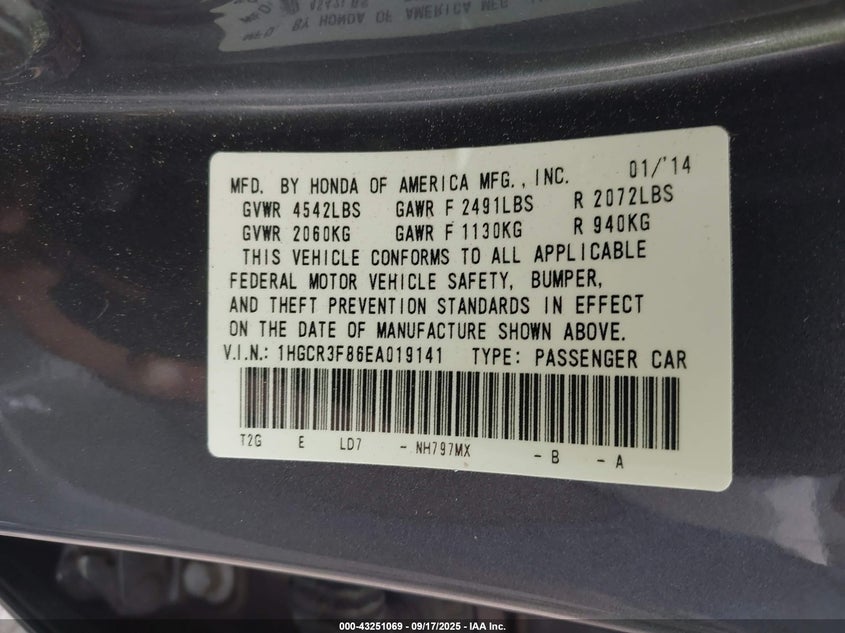 MFD. BY HONDA OF AMERICA MFG., INC. 01/'14
GVWR 4542LBS GAWR F 2491LBS R 2072LBS
GVWR 2060KG GAWR F 1130KG R 940KG
THIS VEHICLE CONFORMS TO ALL APPLICABLE
FEDERAL MOTOR VEHICLE SAFETY, BUMPER,
AND THEFT PREVENTION STANDARDS IN EFFECT
ON THE DATE OF MANUFACTURE SHOWN ABOVE.
V.I.N.: 1HGCR3F86EA019141 TYPE: PASSENGER CAR
T2G E LD7 - NH797MX - B - A
000-43251069 - 09/17/2025 - IAA Inc.